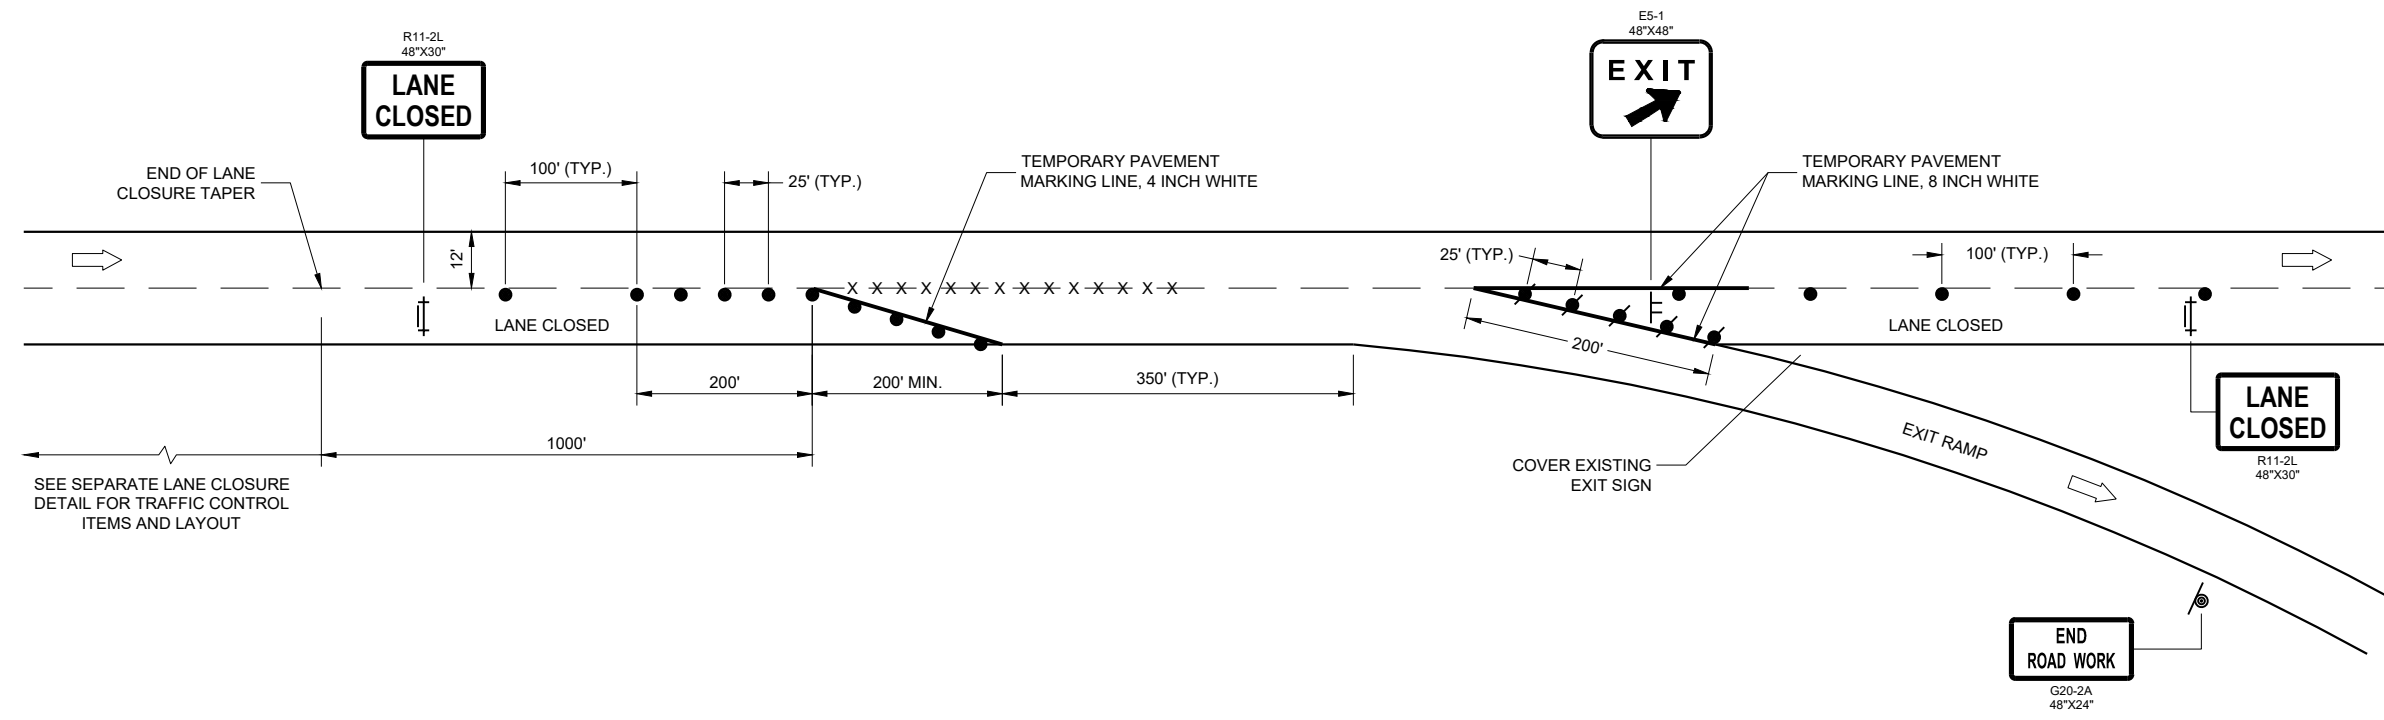 R11-2L
48"X30"
LANE
CLOSED
E5-1
48"X48"
EXIT
END OF LANE
CLOSURE TAPER
100' (TYP.)
25' (TYP.)
TEMPORARY PAVEMENT
MARKING LINE, 4 INCH WHITE
TEMPORARY PAVEMENT
MARKING LINE, 8 INCH WHITE
12'
25' (TYP.)
100' (TYP.)
X X X X X X X X X X X X X X
LANE CLOSED
LANE CLOSED
200'
200'
200' MIN.
350' (TYP.)
1000'
LANE
CLOSED
R11-2L
48"X30"
EXIT RAMP
COVER EXISTING
EXIT SIGN
SEE SEPARATE LANE CLOSURE
DETAIL FOR TRAFFIC CONTROL
ITEMS AND LAYOUT
END
ROAD WORK
G20-2A
48"X24"